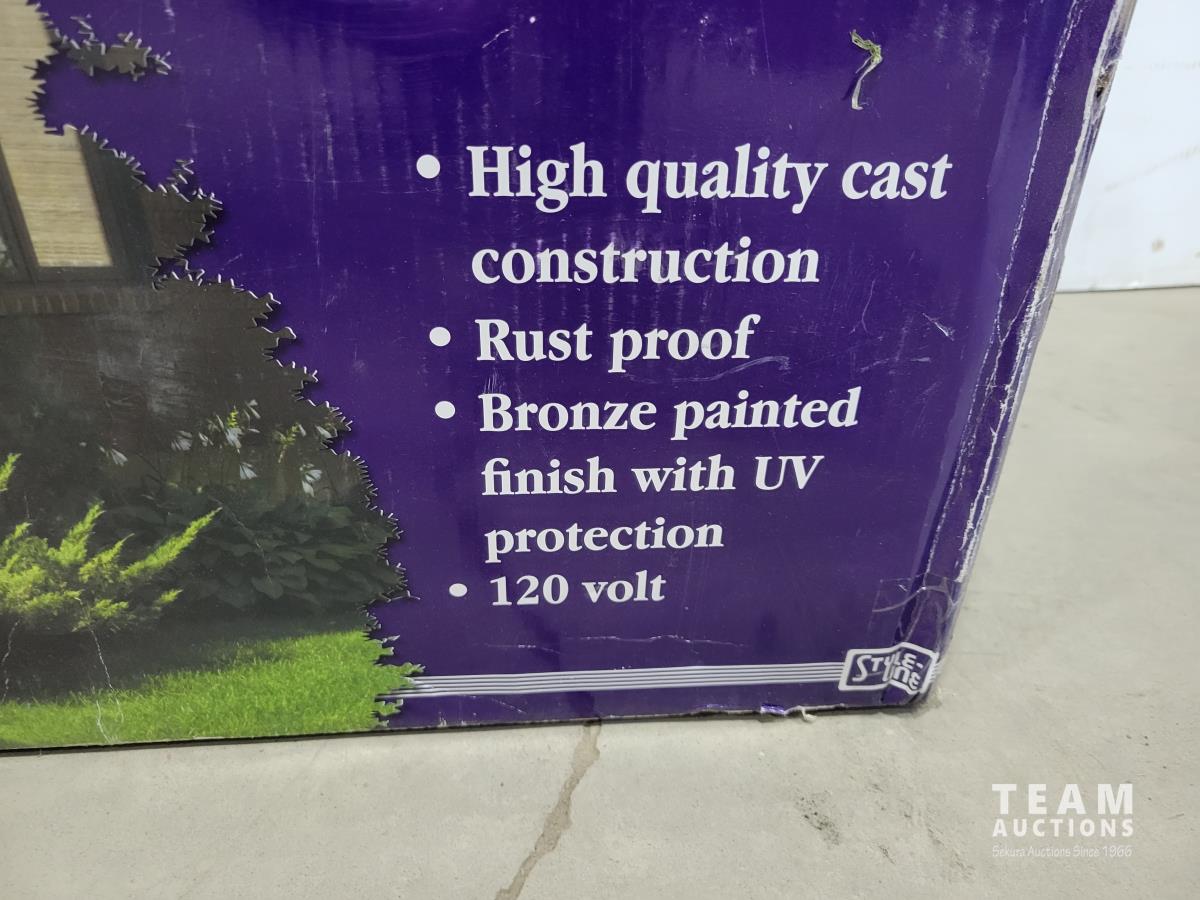 • High quality cast
construction
• Rust proof
• Bronze painted
finish with UV
protection
• 120 volt
STYLE-
LINE
TEAM
AUCTIONS
Sekura Auctions Since 1966